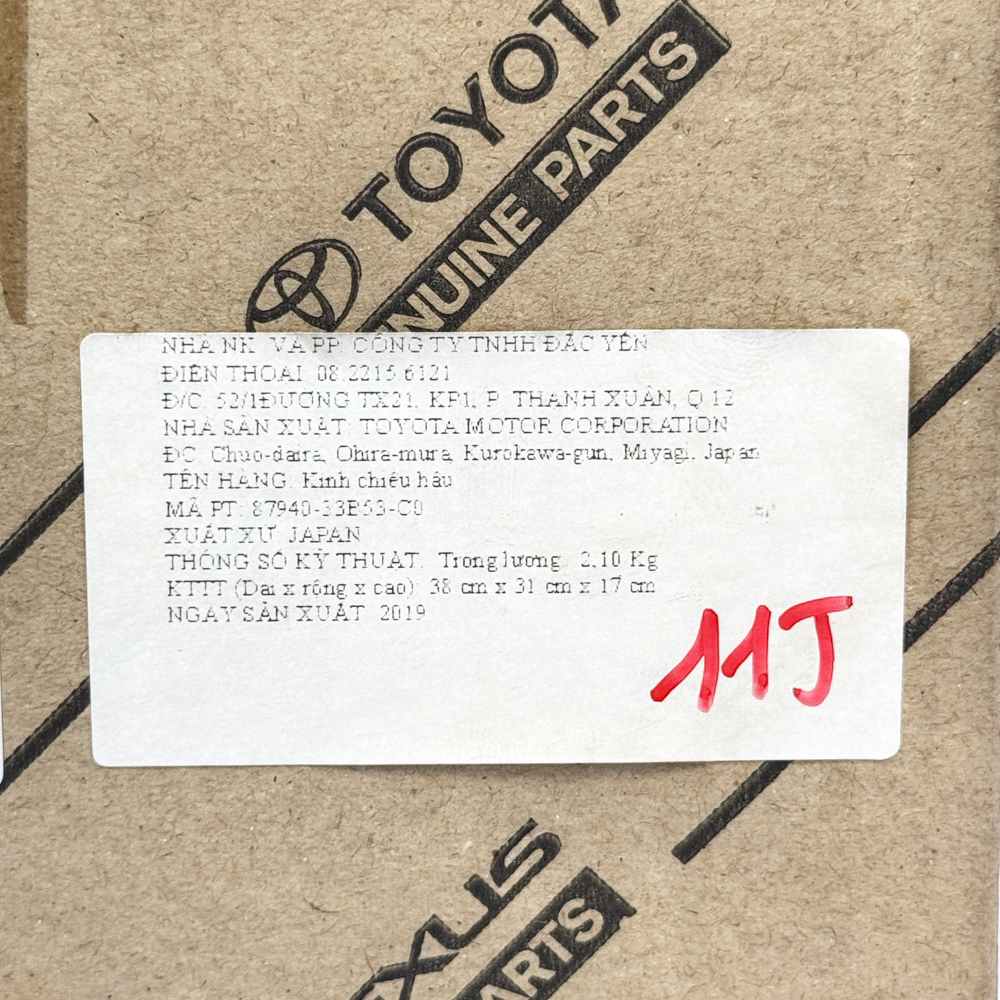 TOYOTA
GENUINE PARTS
NHÀ NK VÀ PP: CÔNG TY TNHH ĐẮC YẾN
ĐIỆN THOẠI: 08.2215 6121
Đ/C: 52/1ĐƯỜNG TX21, KP1, P. THẠNH XUÂN, Q.12
NHÀ SẢN XUẤT: TOYOTA MOTOR CORPORATION
ĐC: Chuo-daira, Ohira-mura, Kurokawa-gun, Miyagi, Japan
TÊN HÀNG: Kính chiếu hậu
MÃ PT: 87940-33B53-C0
XUẤT XỨ: JAPAN
THÔNG SỐ KỸ THUẬT: Trọng lượng: 2,10 Kg
KTTT (Dài x rộng x cao): 38 cm x 31 cm x 17 cm
NGÀY SẢN XUẤT: 2019
11J
LEXUS
PARTS